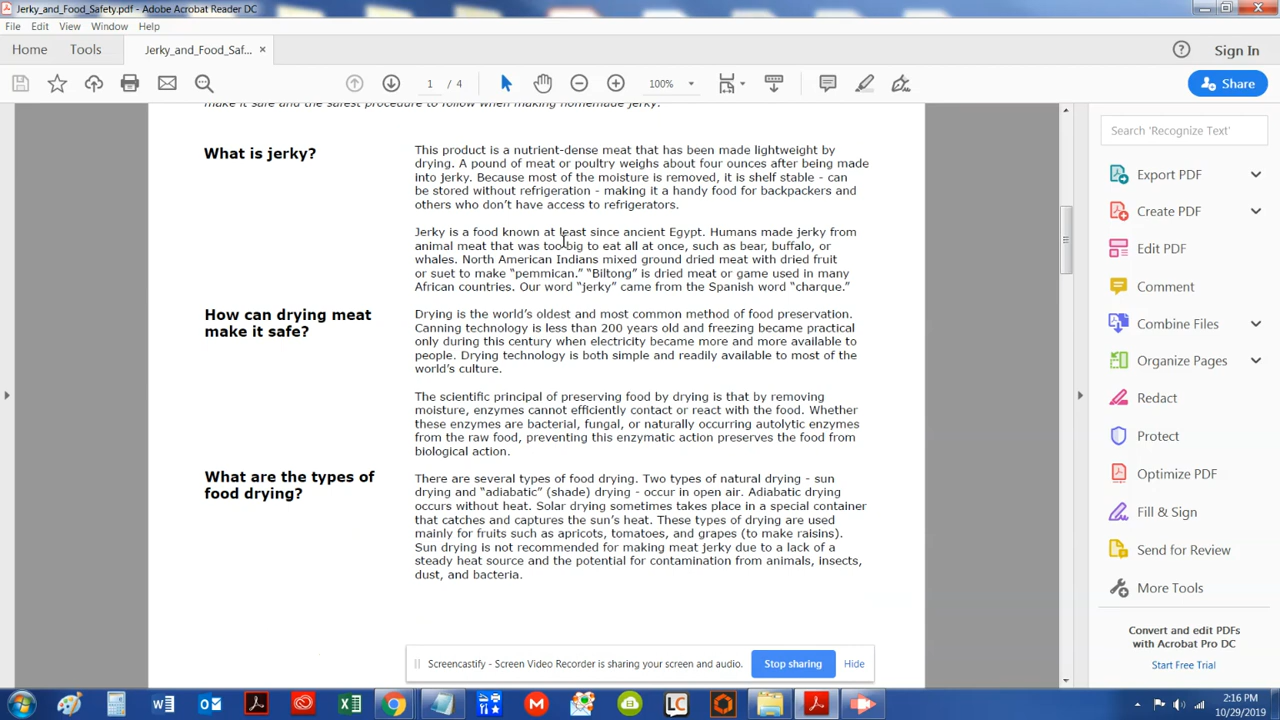 Jerky_and_Food_Safety.pdf - Adobe Acrobat Reader DC
File Edit View Window Help
Home Tools Jerky_and_Food_Saf... × Sign In
1 / 4 100% Share
make it safe and the safest procedure to follow when making homemade jerky.
What is jerky?
This product is a nutrient-dense meat that has been made lightweight by
drying. A pound of meat or poultry weighs about four ounces after being made
into jerky. Because most of the moisture is removed, it is shelf stable - can
be stored without refrigeration - making it a handy food for backpackers and
others who don't have access to refrigerators.
Jerky is a food known at least since ancient Egypt. Humans made jerky from
animal meat that was too big to eat all at once, such as bear, buffalo, or
whales. North American Indians mixed ground dried meat with dried fruit
or suet to make “pemmican.” “Biltong” is dried meat or game used in many
African countries. Our word “jerky” came from the Spanish word “charque.”
How can drying meat
make it safe?
Drying is the world's oldest and most common method of food preservation.
Canning technology is less than 200 years old and freezing became practical
only during this century when electricity became more and more available to
people. Drying technology is both simple and readily available to most of the
world's culture.
The scientific principal of preserving food by drying is that by removing
moisture, enzymes cannot efficiently contact or react with the food. Whether
these enzymes are bacterial, fungal, or naturally occurring autolytic enzymes
from the raw food, preventing this enzymatic action preserves the food from
biological action.
What are the types of
food drying?
There are several types of food drying. Two types of natural drying - sun
drying and “adiabatic” (shade) drying - occur in open air. Adiabatic drying
occurs without heat. Solar drying sometimes takes place in a special container
that catches and captures the sun's heat. These types of drying are used
mainly for fruits such as apricots, tomatoes, and grapes (to make raisins).
Sun drying is not recommended for making meat jerky due to a lack of a
steady heat source and the potential for contamination from animals, insects,
dust, and bacteria.
Search 'Recognize Text'
Export PDF
Create PDF
Edit PDF
Comment
Combine Files
Organize Pages
Redact
Protect
Optimize PDF
Fill & Sign
Send for Review
More Tools
Convert and edit PDFs
with Acrobat Pro DC
Start Free Trial
Screencastify - Screen Video Recorder is sharing your screen and audio. Stop sharing Hide
LC
2:16 PM
10/29/2019